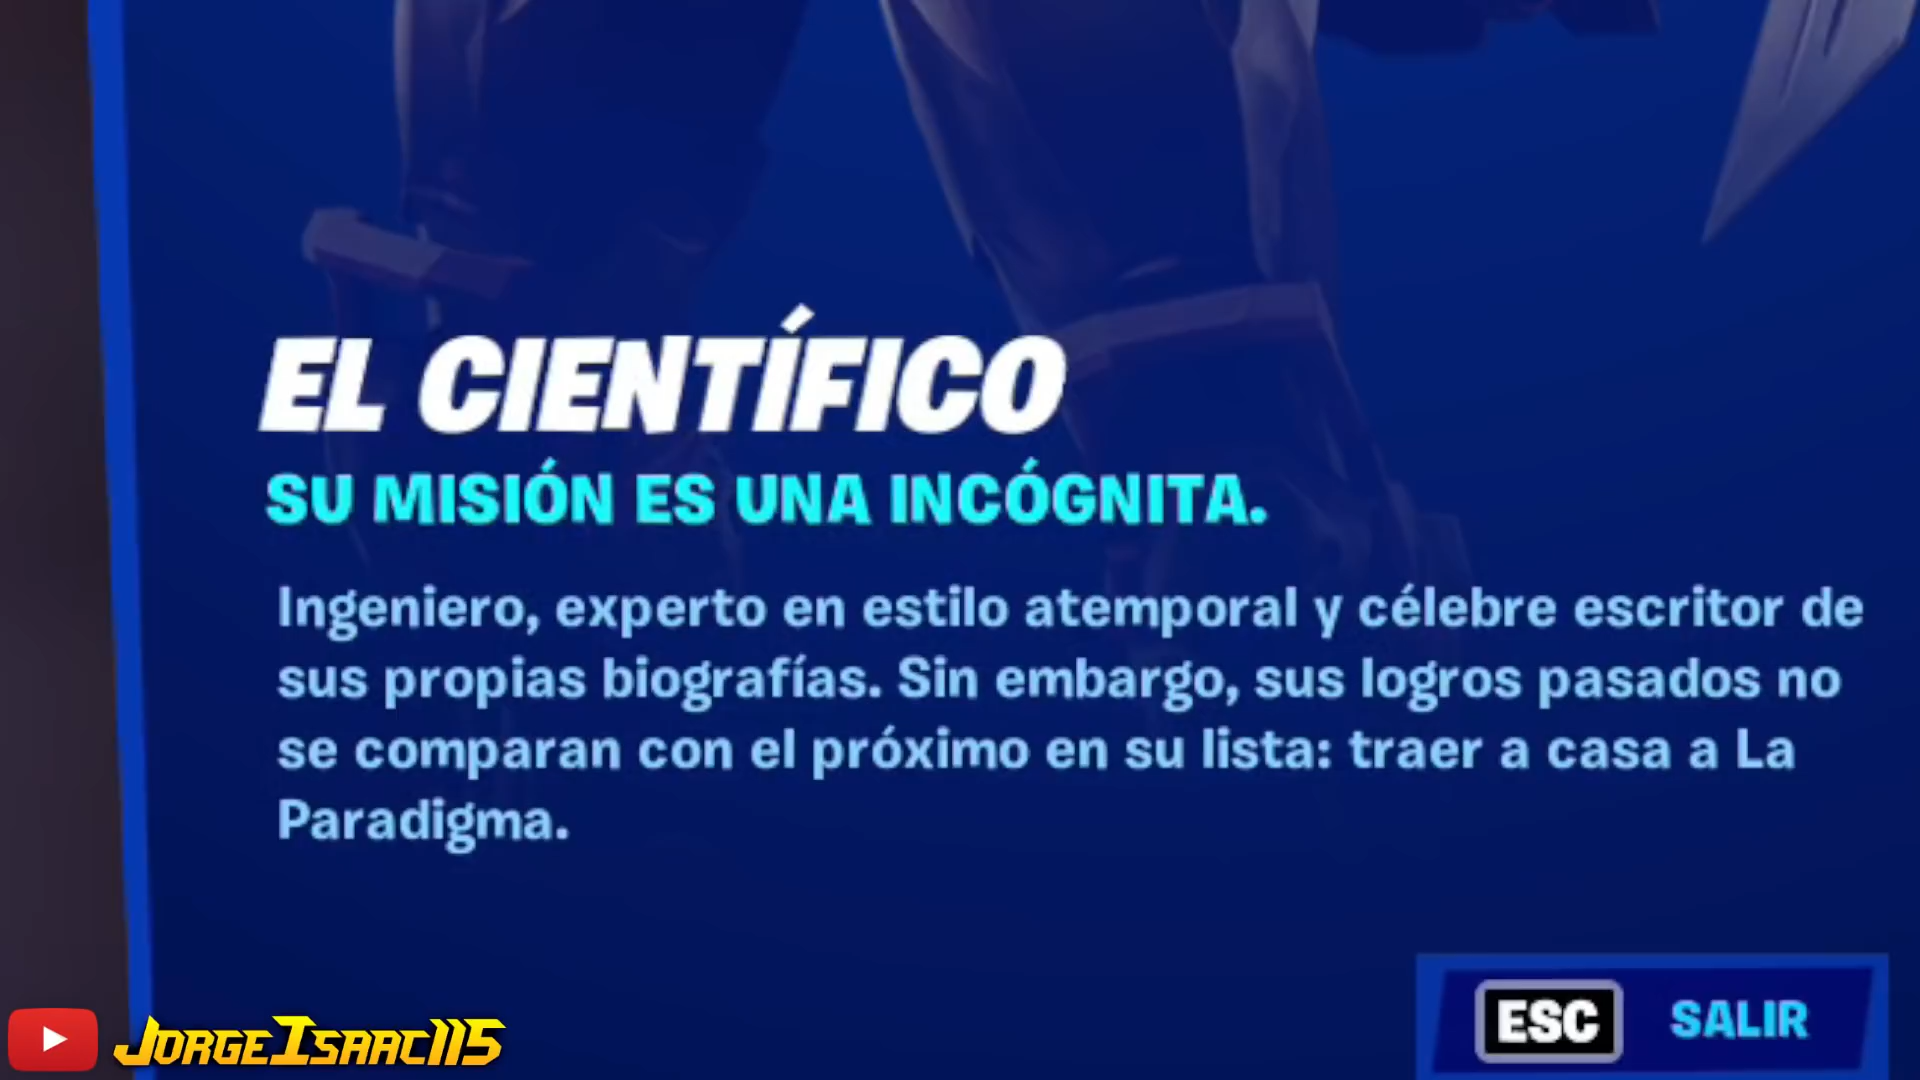 EL CIENTÍFICO
SU MISIÓN ES UNA INCÓGNITA.
Ingeniero, experto en estilo atemporal y célebre escritor de
sus propias biografías. Sin embargo, sus logros pasados no
se comparan con el próximo en su lista: traer a casa a La
Paradigma.
ESC SALIR
JORGEISAAC115